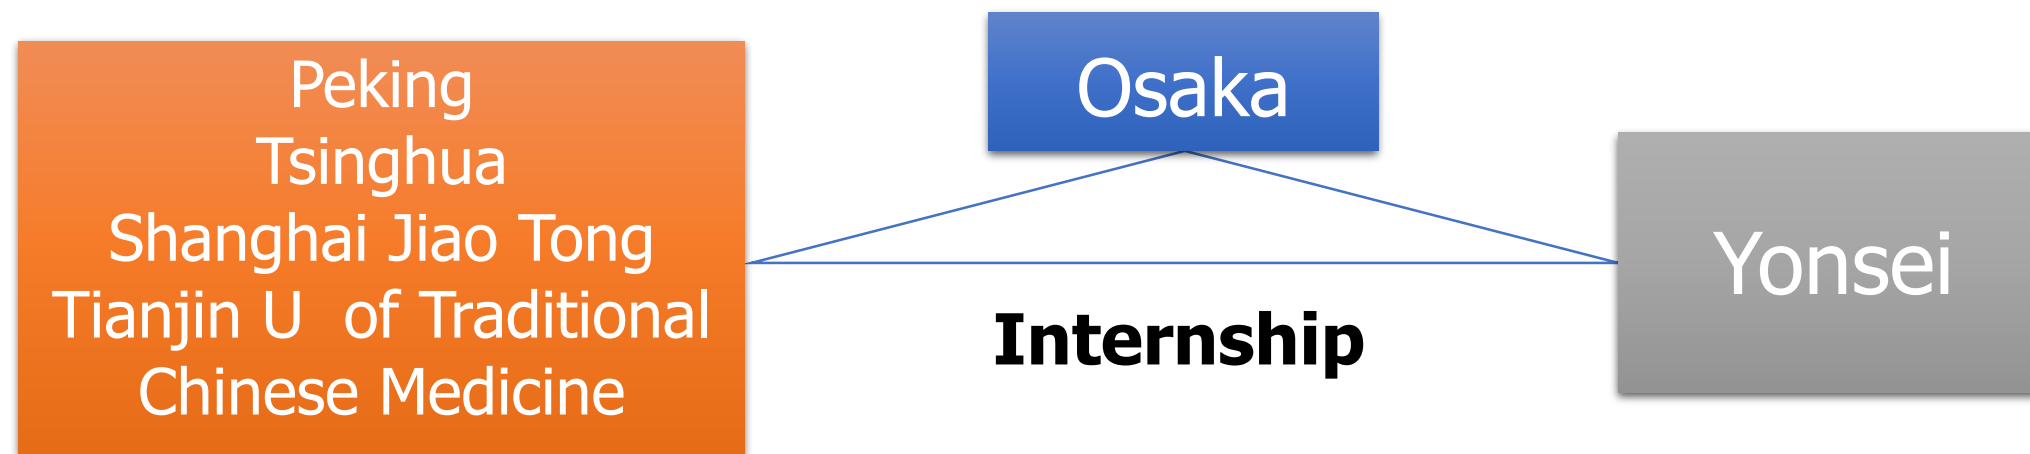 Peking
Tsinghua
Shanghai Jiao Tong
Tianjin U  of Traditional
Chinese Medicine
Osaka
Yonsei
Internship